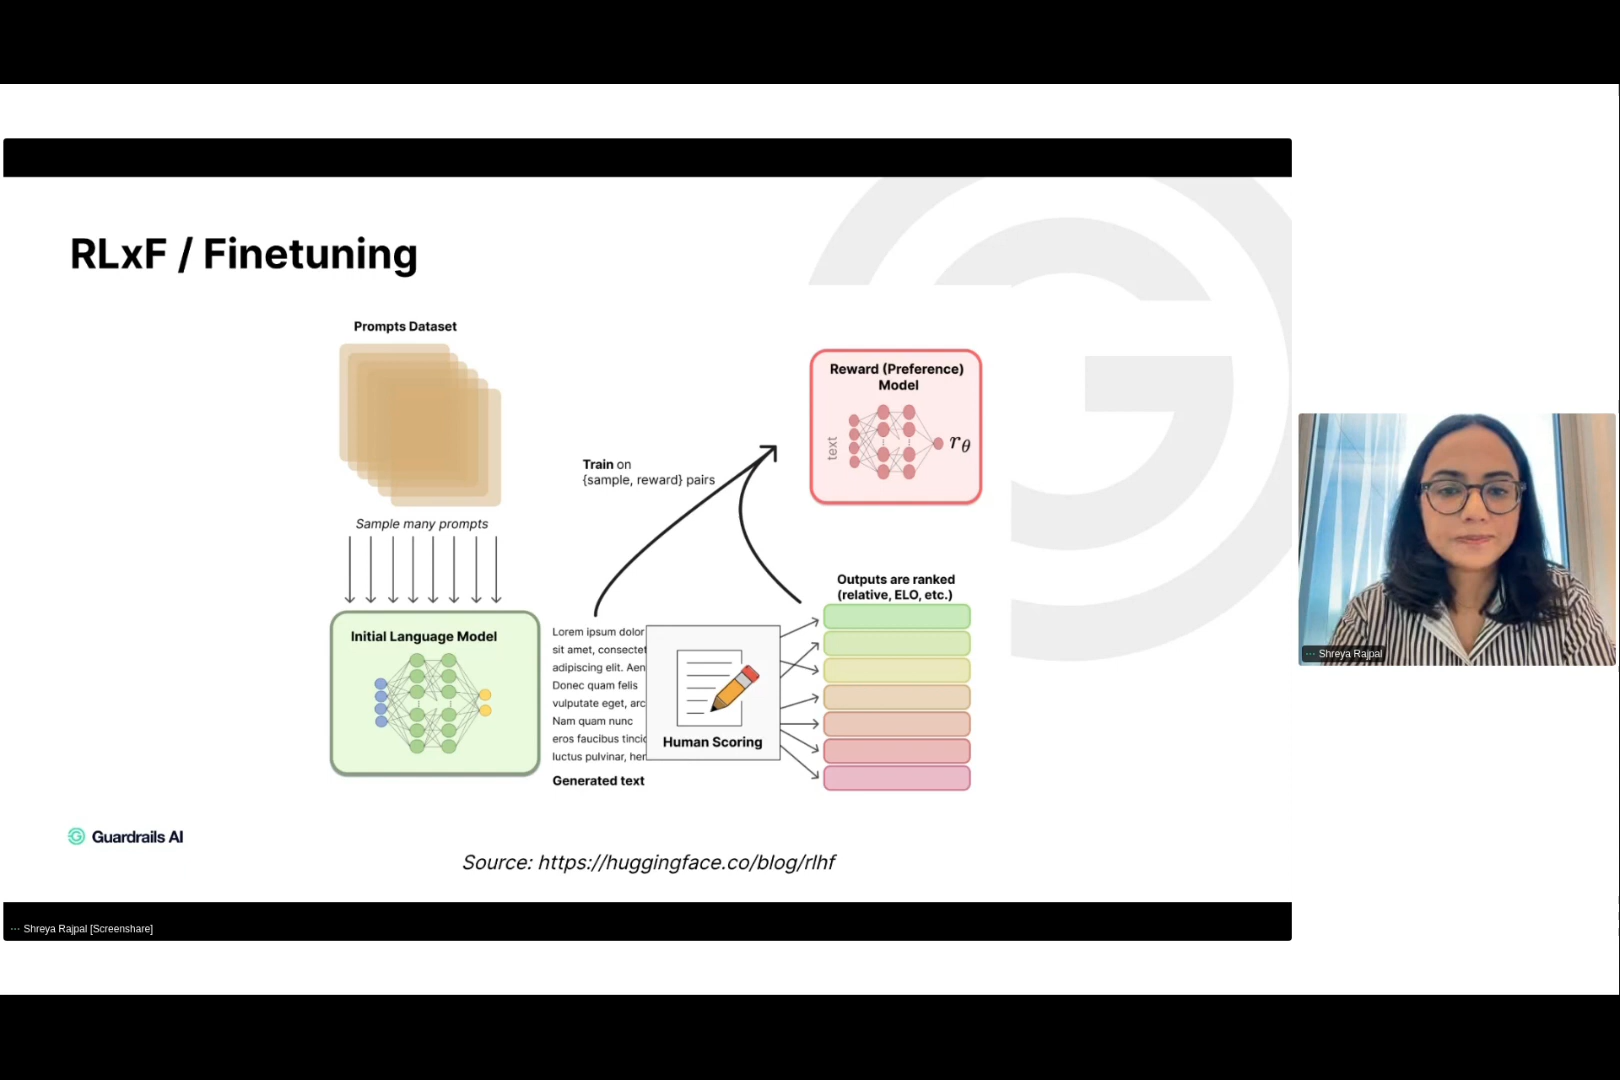 RLxF / Finetuning
Prompts Dataset
Sample many prompts
Initial Language Model
Train on
{sample, reward} pairs
Lorem ipsum dolor
sit amet, consectet
adipiscing elit. Aen
Donec quam felis
vulputate eget, arc
Nam quam nunc
eros faucibus tincid
luctus pulvinar, her
Generated text
Human Scoring
Reward (Preference)
Model
text
rθ
Outputs are ranked
(relative, ELO, etc.)
Guardrails AI
Source: https://huggingface.co/blog/rlhf
··· Shreya Rajpal [Screenshare]
··· Shreya Rajpal